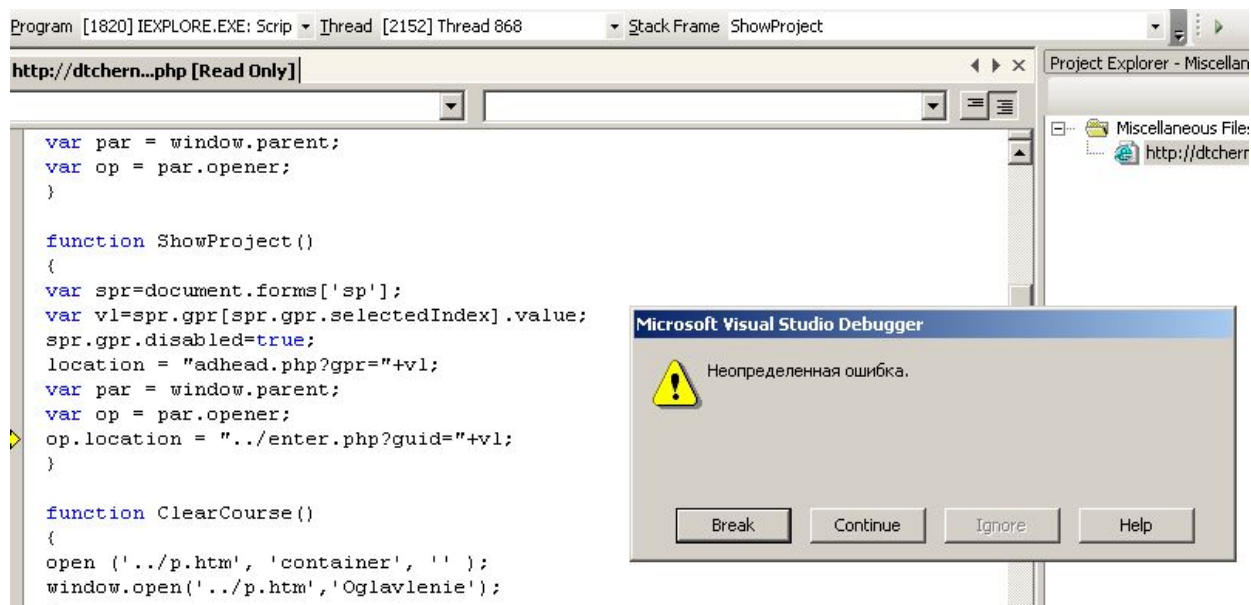 Program [1820] IEXPLORE.EXE: Scrip Thread [2152] Thread 868 Stack Frame ShowProject
http://dtchern...php [Read Only]
Project Explorer - Miscellan
Miscellaneous Files
http://dtchern
var par = window.parent;
var op = par.opener;
}
function ShowProject()
{
var spr=document.forms['sp'];
var vl=spr.gpr[spr.gpr.selectedIndex].value;
spr.gpr.disabled=true;
location = "adhead.php?gpr="+vl;
var par = window.parent;
var op = par.opener;
op.location = "../enter.php?guid="+vl;
}
function ClearCourse()
{
open ('../p.htm', 'container', '' );
window.open('../p.htm','Oglavlenie');
Microsoft Visual Studio Debugger
Неопределенная ошибка.
Break Continue Ignore Help